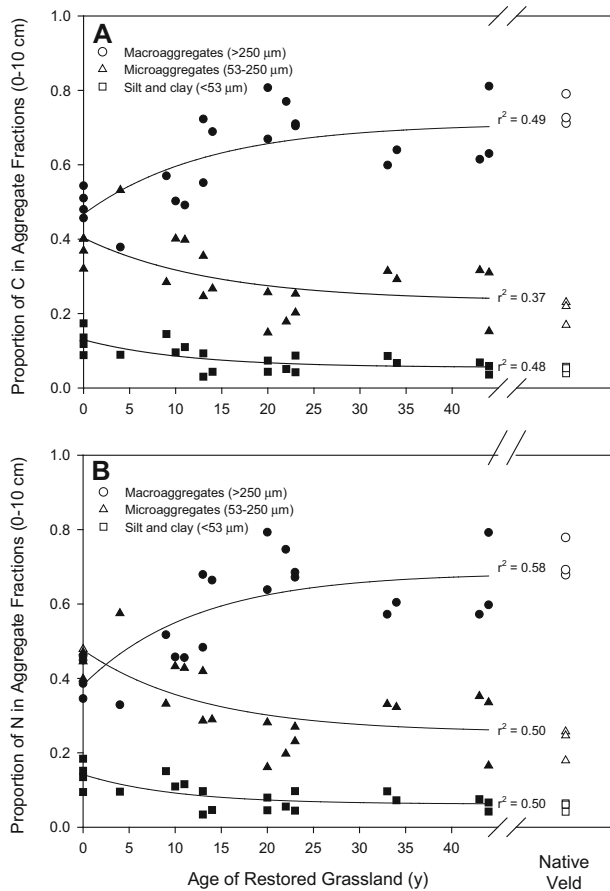 A
Macroaggregates (>250 μm)
Microaggregates (53-250 μm)
Silt and clay (<53 μm)
Proportion of C in Aggregate Fractions (0-10 cm)
1.0
0.8
0.6
0.4
0.2
0.0
r² = 0.49
r² = 0.37
r² = 0.48
0 5 10 15 20 25 30 35 40
B
Macroaggregates (>250 μm)
Microaggregates (53-250 μm)
Silt and clay (<53 μm)
Proportion of N in Aggregate Fractions (0-10 cm)
1.0
0.8
0.6
0.4
0.2
0.0
r² = 0.58
r² = 0.50
r² = 0.50
0 5 10 15 20 25 30 35 40
Age of Restored Grassland (y)
Native
Veld